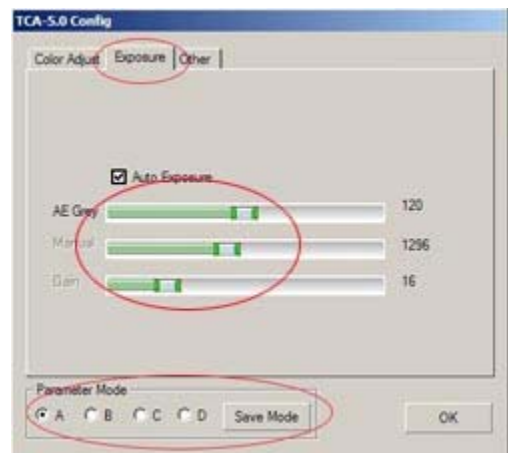 TCA-5.0 Config
Color Adjust Exposure Other
Auto Exposure
AE Grey 120
Manual 1296
Gain 16
Parameter Mode
A B C D Save Mode OK